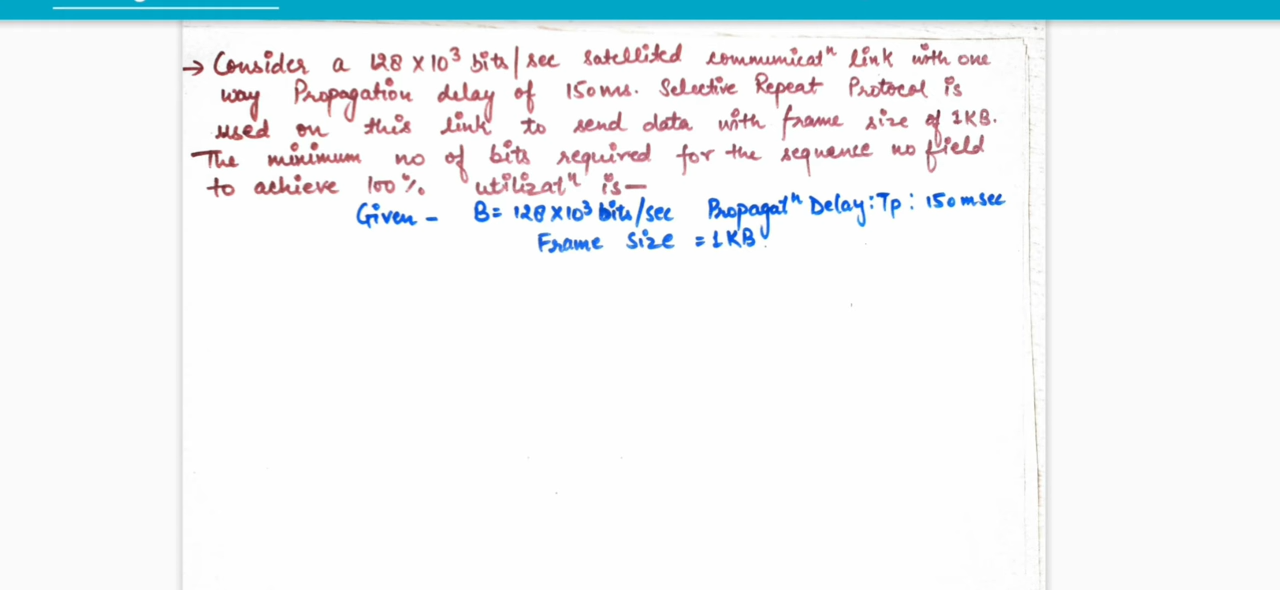 → Consider a 128 × 10³ bits/sec satellited communicatⁿ link with one
way Propagation delay of 150ms. Selective Repeat Protocol is
used on this link to send data with frame size of 1KB.
The minimum no of bits required for the sequence no field
to achieve 100% utilizatⁿ is —
Given - B = 128 × 10³ bits/sec Propagatⁿ Delay : Tp : 150 msec
Frame Size = 1KB.